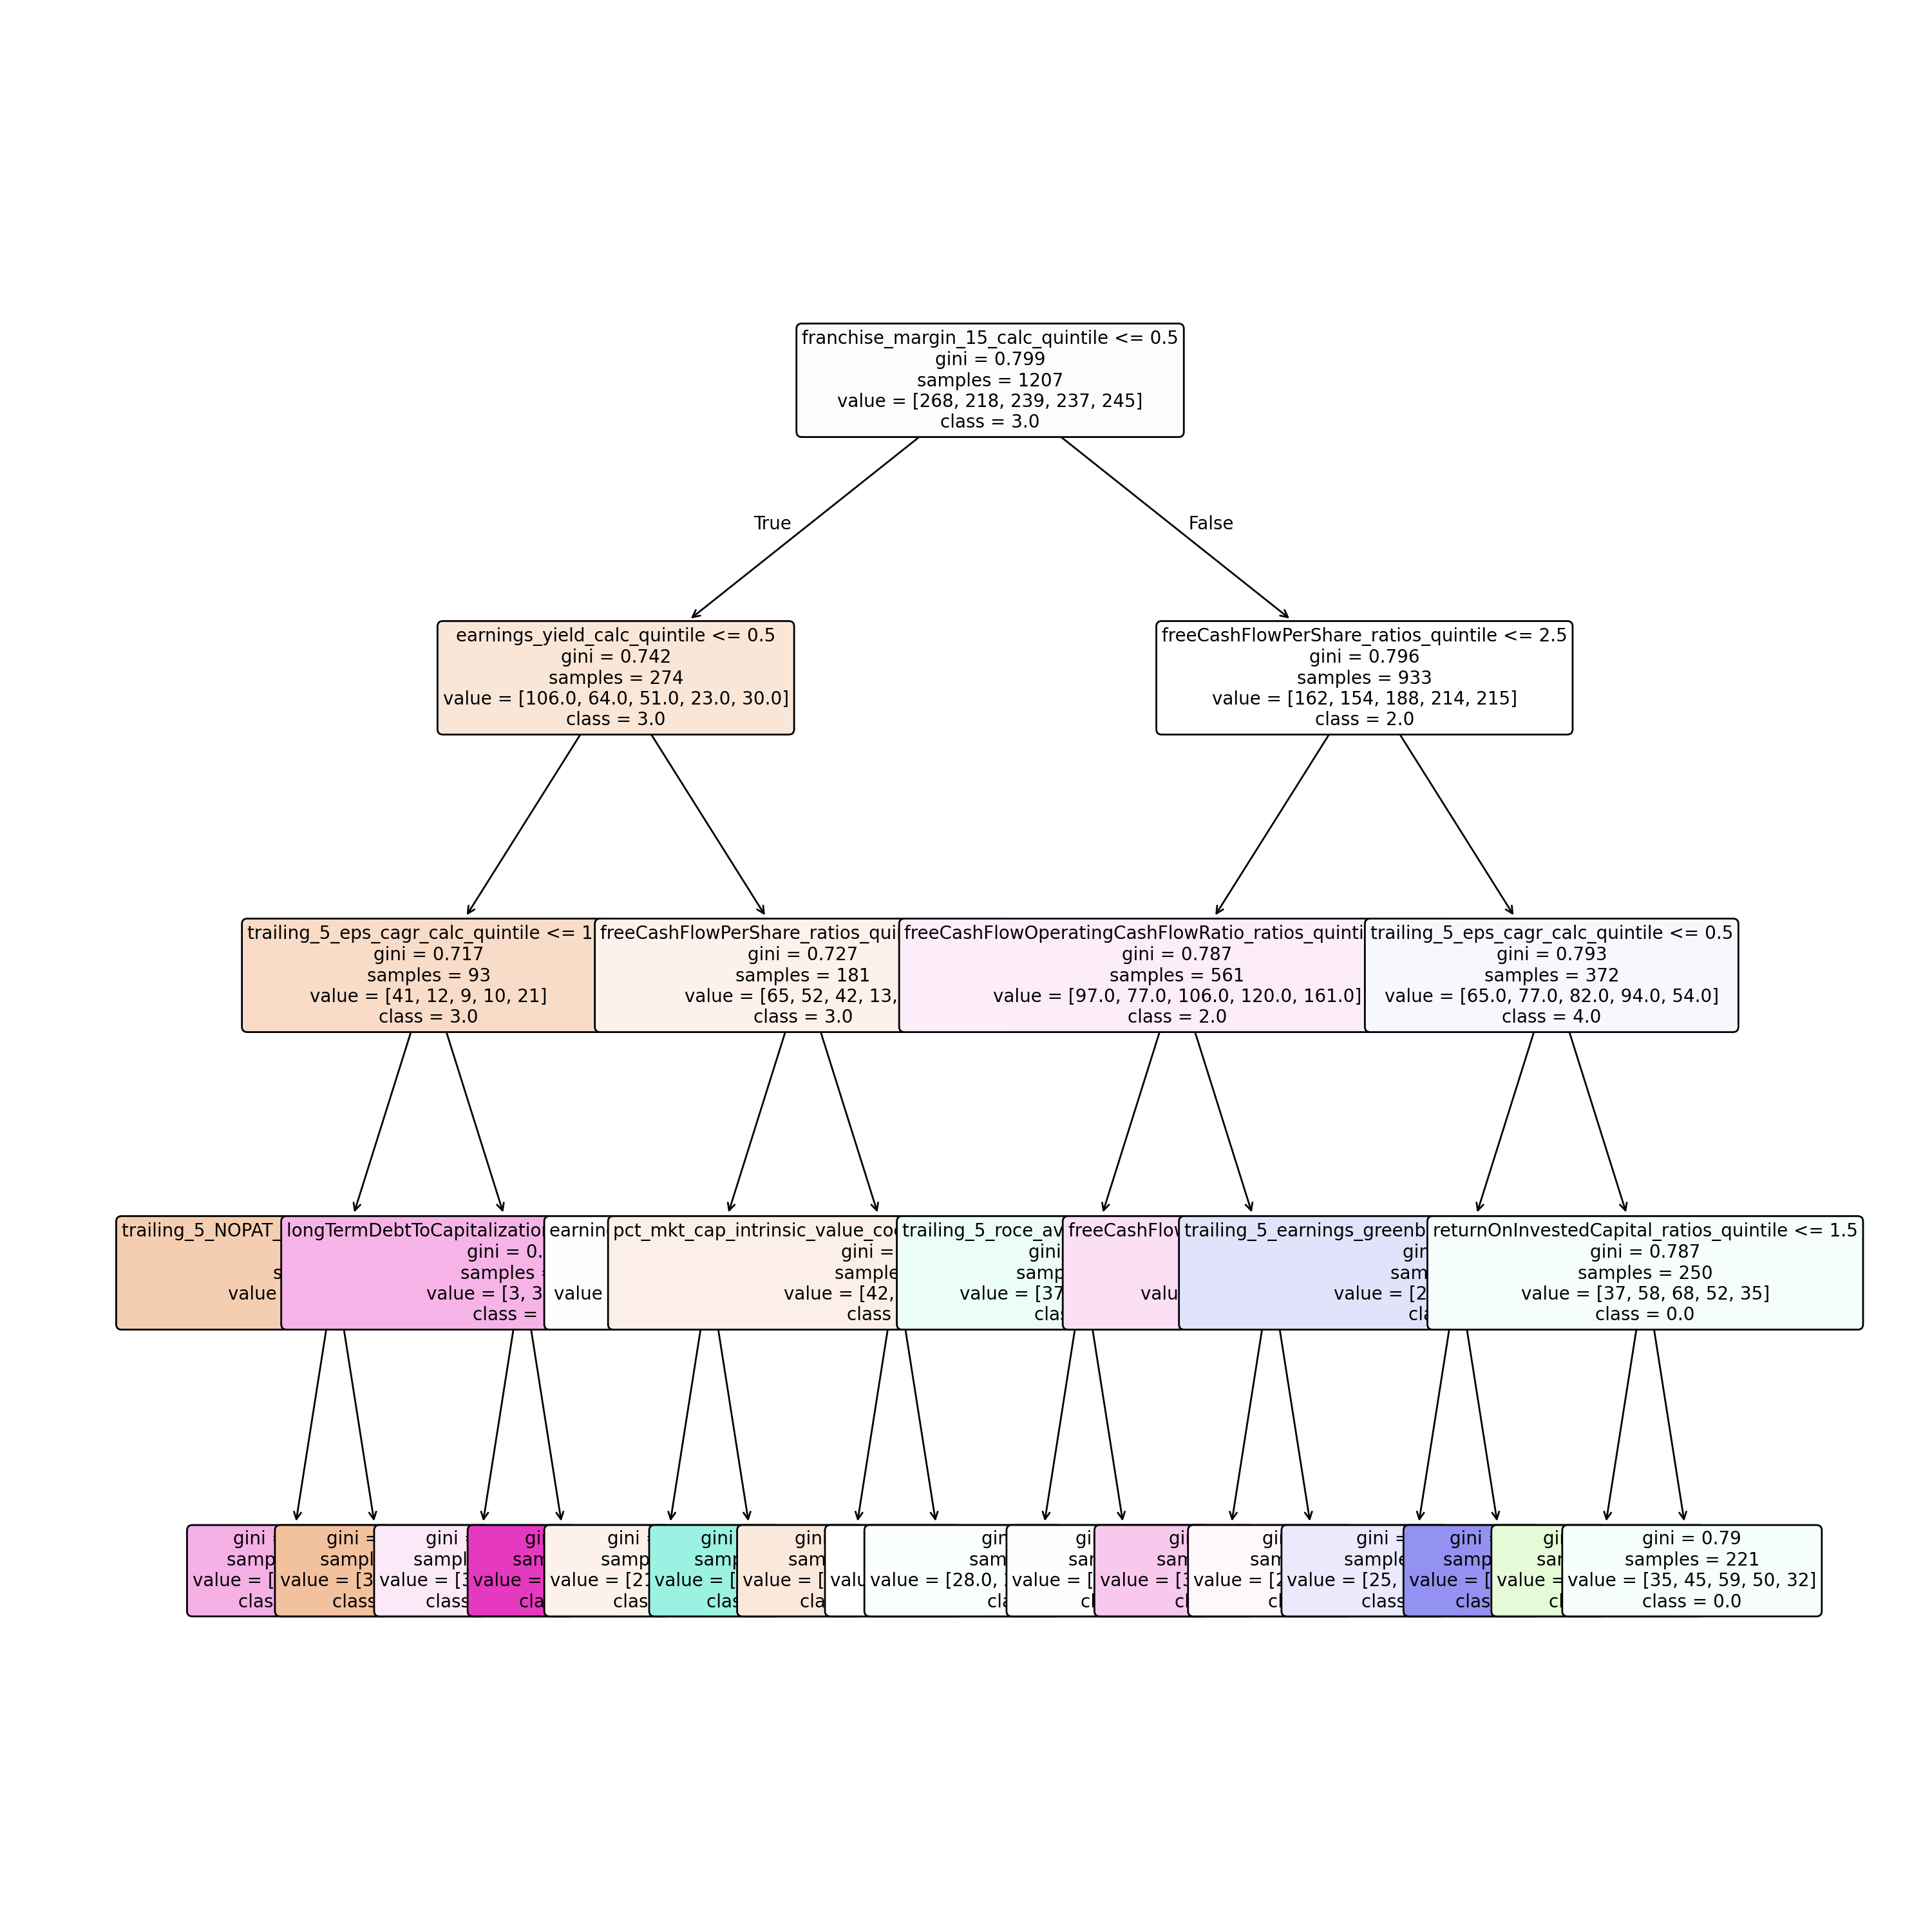 franchise_margin_15_calc_quintile <= 0.5
gini = 0.799
samples = 1207
value = [268, 218, 239, 237, 245]
class = 3.0
True
False
earnings_yield_calc_quintile <= 0.5
gini = 0.742
samples = 274
value = [106.0, 64.0, 51.0, 23.0, 30.0]
class = 3.0
freeCashFlowPerShare_ratios_quintile <= 2.5
gini = 0.796
samples = 933
value = [162, 154, 188, 214, 215]
class = 2.0
trailing_5_eps_cagr_calc_quintile <= 1
gini = 0.717
samples = 93
value = [41, 12, 9, 10, 21]
class = 3.0
freeCashFlowPerShare_ratios_qui
gini = 0.727
samples = 181
value = [65, 52, 42, 13,
class = 3.0
freeCashFlowOperatingCashFlowRatio_ratios_quinti
gini = 0.787
samples = 561
value = [97.0, 77.0, 106.0, 120.0, 161.0]
class = 2.0
trailing_5_eps_cagr_calc_quintile <= 0.5
gini = 0.793
samples = 372
value = [65.0, 77.0, 82.0, 94.0, 54.0]
class = 4.0
trailing_5_NOPAT_
s
value
longTermDebtToCapitalization
gini = 0.
samples
value = [3, 3
class =
earnin
value
pct_mkt_cap_intrinsic_value_co
gini =
sample
value = [42,
class
trailing_5_roce_av
gini
samp
value = [37
clas
freeCashFlow
valu
trailing_5_earnings_greenb
gin
sam
value = [2
cla
returnOnInvestedCapital_ratios_quintile <= 1.5
gini = 0.787
samples = 250
value = [37, 58, 68, 52, 35]
class = 0.0
gini
samp
value = [
clas
gini =
sampl
value = [3
class
gini
sampl
value = [3
class
gin
sam
value =
cla
gini
samp
value = [21
class
gini
samp
value = [
clas
gini
sam
value = [
cla
valu
gin
sam
value = [28.0,
cla
gi
sa
value = [
cl
gi
sam
value = [3
cl
gi
sam
value = [2
cl
gini =
sample
value = [25,
class
gini
samp
value = [
clas
gi
sar
value =
cl
gini = 0.79
samples = 221
value = [35, 45, 59, 50, 32]
class = 0.0